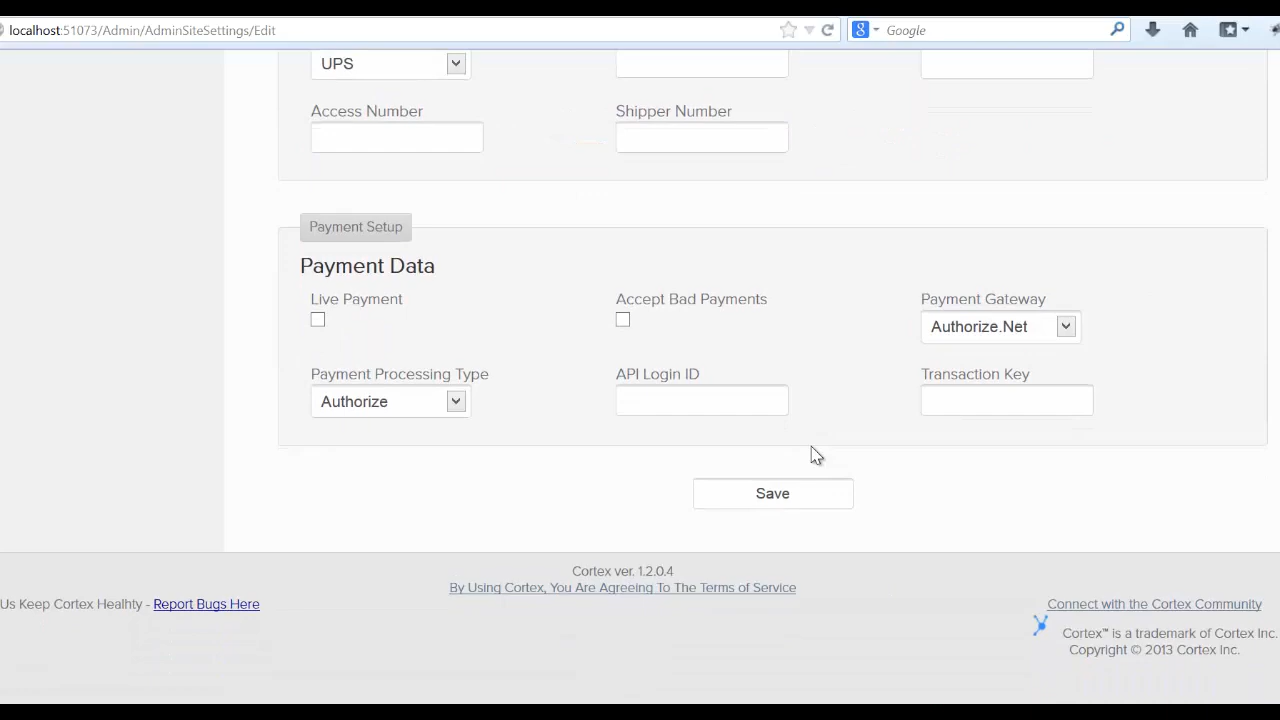 localhost:51073/Admin/AdminSiteSettings/Edit
Google
UPS
Access Number
Shipper Number
Payment Setup
Payment Data
Live Payment
Accept Bad Payments
Payment Gateway
Authorize.Net
Payment Processing Type
API Login ID
Transaction Key
Authorize
Save
Cortex ver. 1.2.0.4
By Using Cortex, You Are Agreeing To The Terms of Service
Us Keep Cortex Healhty - Report Bugs Here
Connect with the Cortex Community
Cortex™ is a trademark of Cortex Inc.
Copyright © 2013 Cortex Inc.